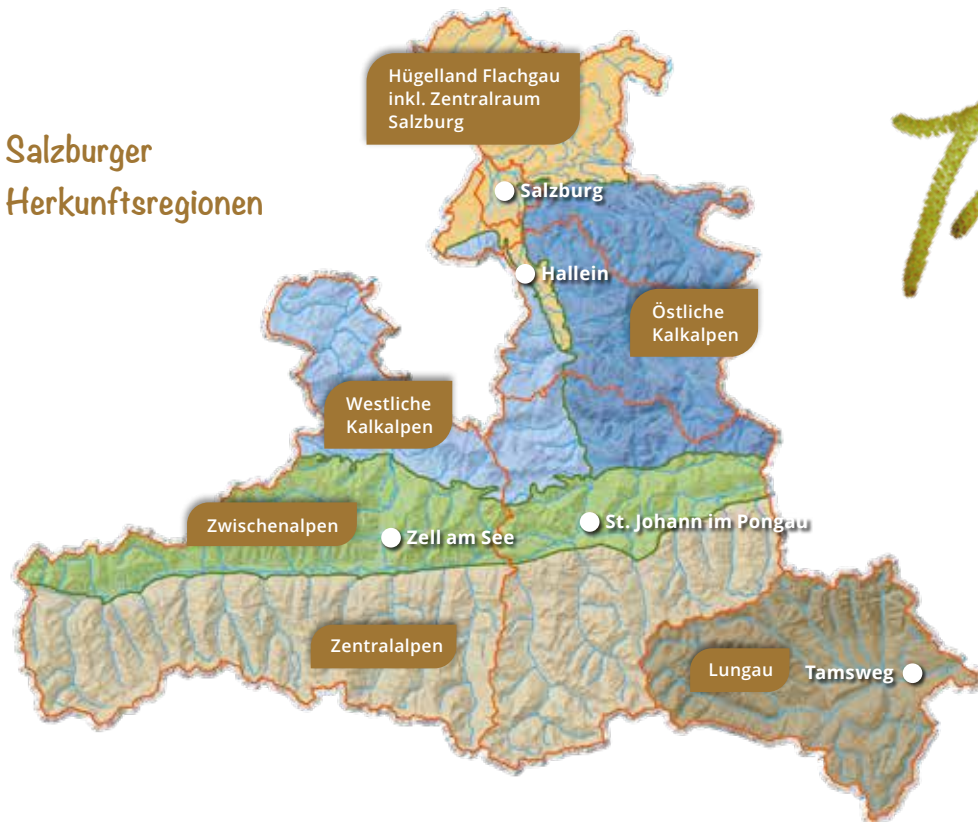 Salzburger
Herkunftsregionen
Hügelland Flachgau
inkl. Zentralraum
Salzburg
Salzburg
Hallein
Östliche
Kalkalpen
Westliche
Kalkalpen
Zwischenalpen
Zell am See
St. Johann im Pongau
Zentralalpen
Lungau
Tamsweg